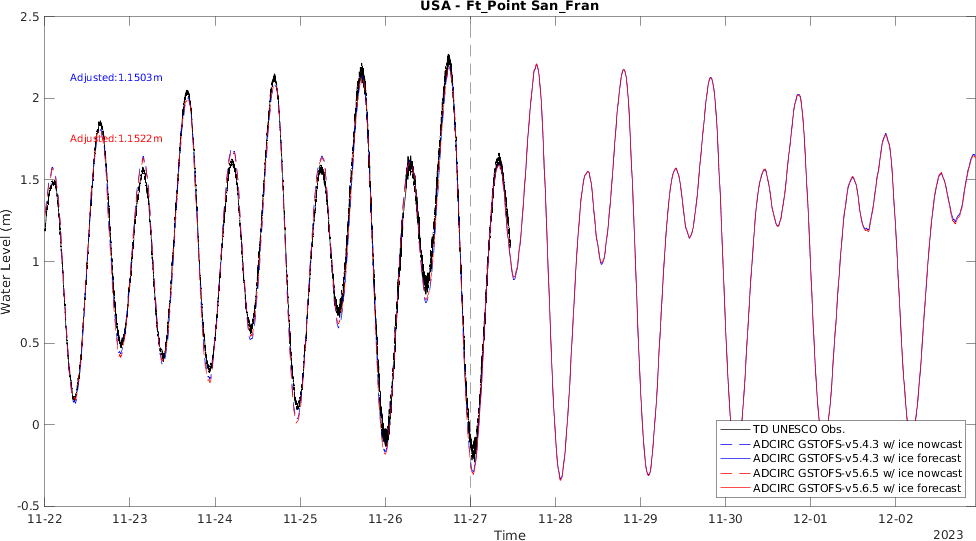 USA - Ft_Point San_Fran
2.5
2
1.5
1
0.5
0
-0.5
Water Level (m)
Adjusted:1.1503m
Adjusted:1.1522m
TD UNESCO Obs.
ADCIRC GSTOFS-v5.4.3 w/ ice nowcast
ADCIRC GSTOFS-v5.4.3 w/ ice forecast
ADCIRC GSTOFS-v5.6.5 w/ ice nowcast
ADCIRC GSTOFS-v5.6.5 w/ ice forecast
11-22 11-23 11-24 11-25 11-26 11-27 11-28 11-29 11-30 12-01 12-02
Time
2023